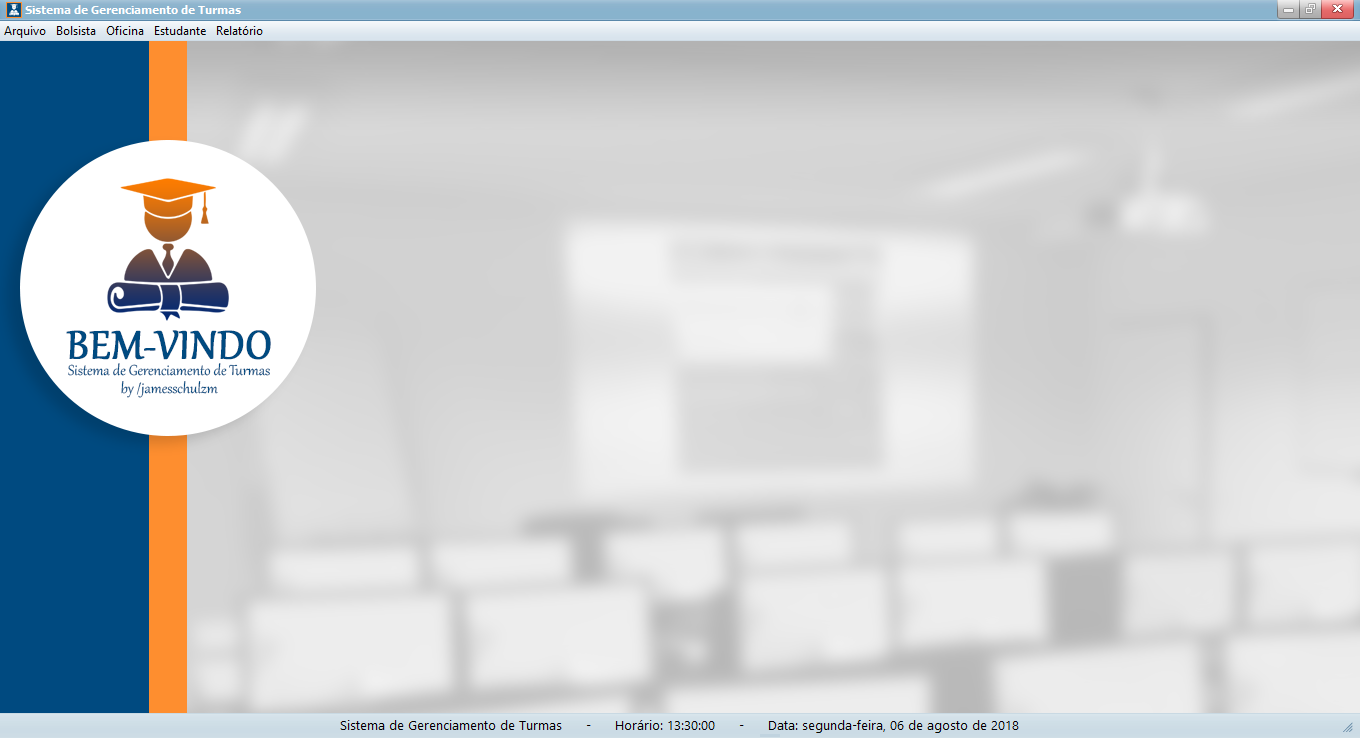 Sistema de Gerenciamento de Turmas
Arquivo Bolsista Oficina Estudante Relatório
BEM-VINDO
Sistema de Gerenciamento de Turmas
by /jamesschulzm
Sistema de Gerenciamento de Turmas - Horário: 13:30:00 - Data: segunda-feira, 06 de agosto de 2018